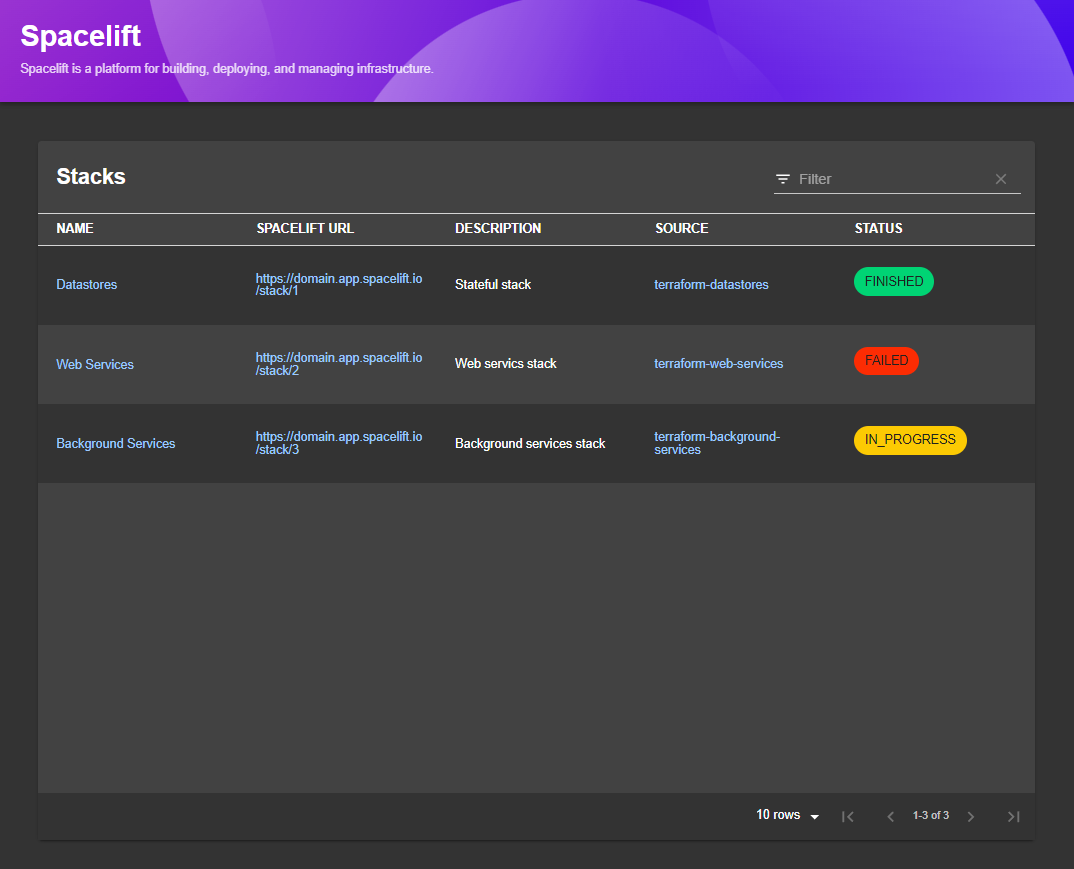 Spacelift
Spacelift is a platform for building, deploying, and managing infrastructure.
Stacks
Filter
NAME SPACELIFT URL DESCRIPTION SOURCE STATUS
Datastores
https://domain.app.spacelift.io
/stack/1
Stateful stack
terraform-datastores
FINISHED
Web Services
https://domain.app.spacelift.io
/stack/2
Web servics stack
terraform-web-services
FAILED
Background Services
https://domain.app.spacelift.io
/stack/3
Background services stack
terraform-background-
services
IN_PROGRESS
10 rows
1-3 of 3